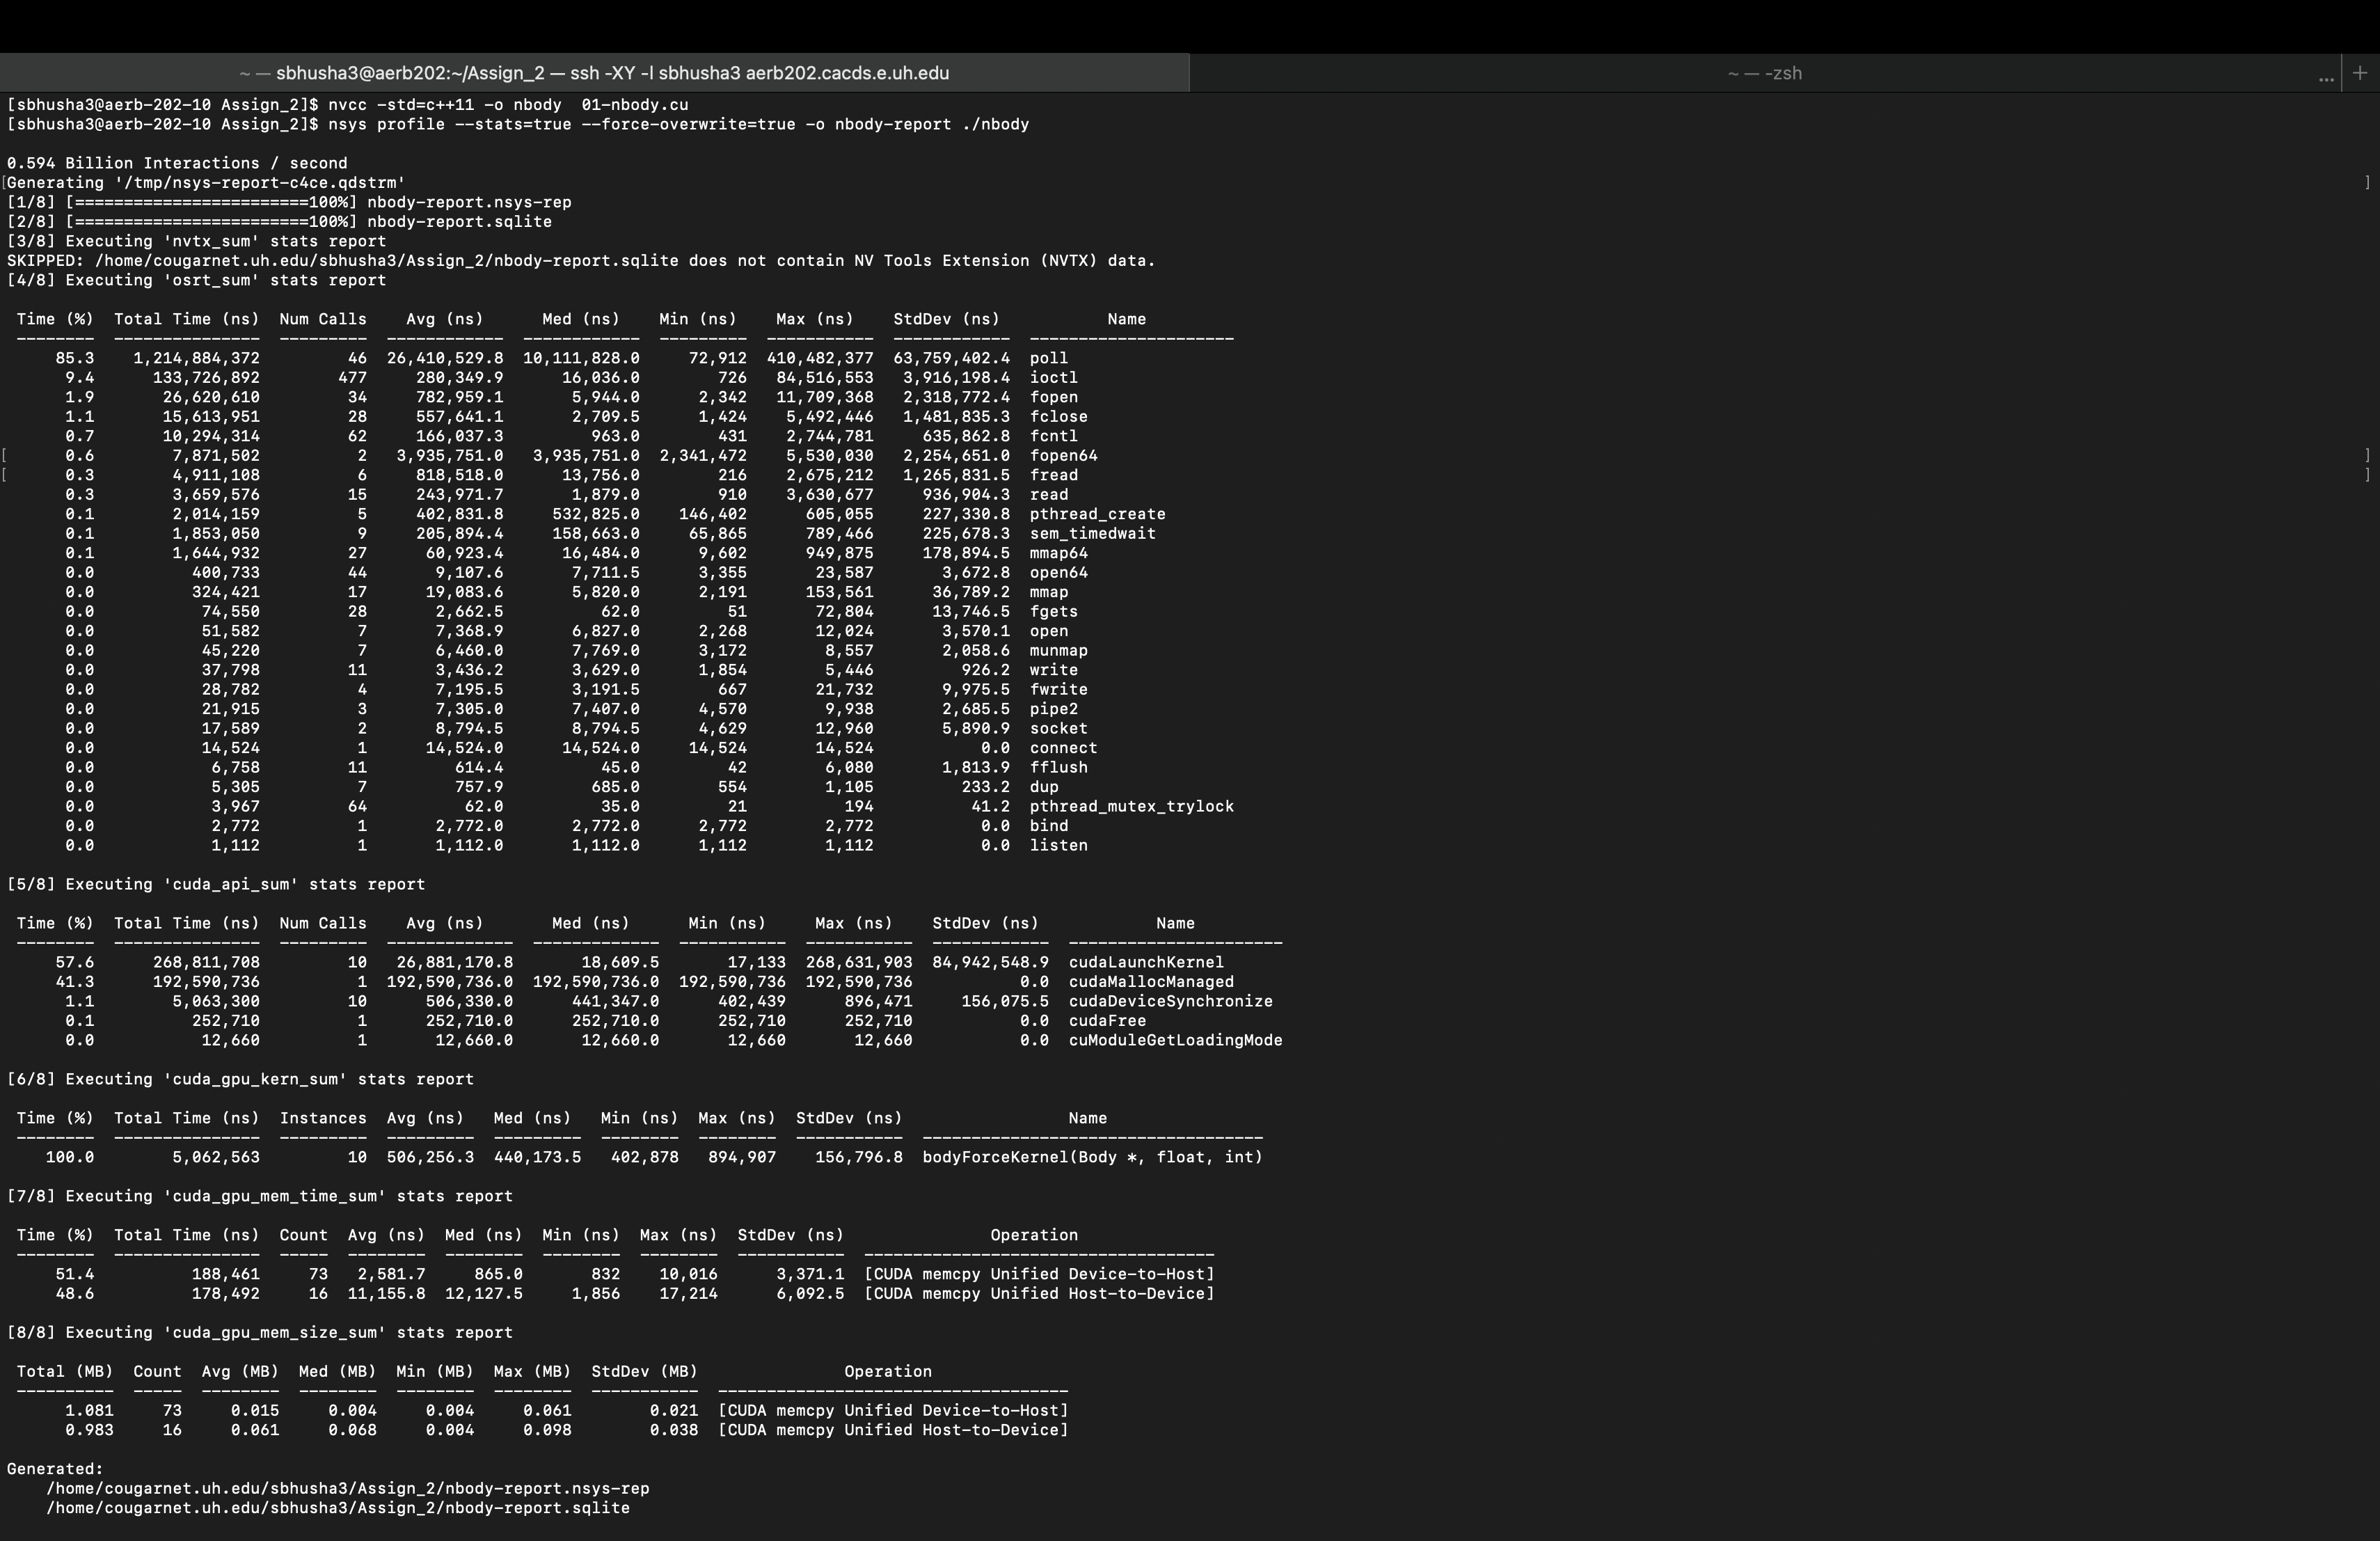 ~ — sbhusha3@aerb202:~/Assign_2 — ssh -XY -l sbhusha3 aerb202.cacds.e.uh.edu
~ — -zsh
... +
[sbhusha3@aerb-202-10 Assign_2]$ nvcc -std=c++11 -o nbody  01-nbody.cu
[sbhusha3@aerb-202-10 Assign_2]$ nsys profile --stats=true --force-overwrite=true -o nbody-report ./nbody
0.594 Billion Interactions / second
[Generating '/tmp/nsys-report-c4ce.qdstrm' ]
[1/8] [========================100%] nbody-report.nsys-rep
[2/8] [========================100%] nbody-report.sqlite
[3/8] Executing 'nvtx_sum' stats report
SKIPPED: /home/cougarnet.uh.edu/sbhusha3/Assign_2/nbody-report.sqlite does not contain NV Tools Extension (NVTX) data.
[4/8] Executing 'osrt_sum' stats report
Time (%)  Total Time (ns)  Num Calls  Avg (ns)  Med (ns)  Min (ns)  Max (ns)  StdDev (ns)  Name
--------  ---------------  ---------  ------------  ------------  ---------  -----------  ------------  ---------------------
85.3  1,214,884,372  46  26,410,529.8  10,111,828.0  72,912  410,482,377  63,759,402.4  poll
9.4  133,726,892  477  280,349.9  16,036.0  726  84,516,553  3,916,198.4  ioctl
1.9  26,620,610  34  782,959.1  5,944.0  2,342  11,709,368  2,318,772.4  fopen
1.1  15,613,951  28  557,641.1  2,709.5  1,424  5,492,446  1,481,835.3  fclose
0.7  10,294,314  62  166,037.3  963.0  431  2,744,781  635,862.8  fcntl
[ 0.6  7,871,502  2  3,935,751.0  3,935,751.0  2,341,472  5,530,030  2,254,651.0  fopen64 ]
[ 0.3  4,911,108  6  818,518.0  13,756.0  216  2,675,212  1,265,831.5  fread ]
0.3  3,659,576  15  243,971.7  1,879.0  910  3,630,677  936,904.3  read
0.1  2,014,159  5  402,831.8  532,825.0  146,402  605,055  227,330.8  pthread_create
0.1  1,853,050  9  205,894.4  158,663.0  65,865  789,466  225,678.3  sem_timedwait
0.1  1,644,932  27  60,923.4  16,484.0  9,602  949,875  178,894.5  mmap64
0.0  400,733  44  9,107.6  7,711.5  3,355  23,587  3,672.8  open64
0.0  324,421  17  19,083.6  5,820.0  2,191  153,561  36,789.2  mmap
0.0  74,550  28  2,662.5  62.0  51  72,804  13,746.5  fgets
0.0  51,582  7  7,368.9  6,827.0  2,268  12,024  3,570.1  open
0.0  45,220  7  6,460.0  7,769.0  3,172  8,557  2,058.6  munmap
0.0  37,798  11  3,436.2  3,629.0  1,854  5,446  926.2  write
0.0  28,782  4  7,195.5  3,191.5  667  21,732  9,975.5  fwrite
0.0  21,915  3  7,305.0  7,407.0  4,570  9,938  2,685.5  pipe2
0.0  17,589  2  8,794.5  8,794.5  4,629  12,960  5,890.9  socket
0.0  14,524  1  14,524.0  14,524.0  14,524  14,524  0.0  connect
0.0  6,758  11  614.4  45.0  42  6,080  1,813.9  fflush
0.0  5,305  7  757.9  685.0  554  1,105  233.2  dup
0.0  3,967  64  62.0  35.0  21  194  41.2  pthread_mutex_trylock
0.0  2,772  1  2,772.0  2,772.0  2,772  2,772  0.0  bind
0.0  1,112  1  1,112.0  1,112.0  1,112  1,112  0.0  listen
[5/8] Executing 'cuda_api_sum' stats report
Time (%)  Total Time (ns)  Num Calls  Avg (ns)  Med (ns)  Min (ns)  Max (ns)  StdDev (ns)  Name
--------  ---------------  ---------  -------------  -------------  -----------  -----------  ------------  ----------------------
57.6  268,811,708  10  26,881,170.8  18,609.5  17,133  268,631,903  84,942,548.9  cudaLaunchKernel
41.3  192,590,736  1  192,590,736.0  192,590,736.0  192,590,736  192,590,736  0.0  cudaMallocManaged
1.1  5,063,300  10  506,330.0  441,347.0  402,439  896,471  156,075.5  cudaDeviceSynchronize
0.1  252,710  1  252,710.0  252,710.0  252,710  252,710  0.0  cudaFree
0.0  12,660  1  12,660.0  12,660.0  12,660  12,660  0.0  cuModuleGetLoadingMode
[6/8] Executing 'cuda_gpu_kern_sum' stats report
Time (%)  Total Time (ns)  Instances  Avg (ns)  Med (ns)  Min (ns)  Max (ns)  StdDev (ns)  Name
--------  ---------------  ---------  ---------  ---------  --------  --------  -----------  -----------------------------------
100.0  5,062,563  10  506,256.3  440,173.5  402,878  894,907  156,796.8  bodyForceKernel(Body *, float, int)
[7/8] Executing 'cuda_gpu_mem_time_sum' stats report
Time (%)  Total Time (ns)  Count  Avg (ns)  Med (ns)  Min (ns)  Max (ns)  StdDev (ns)  Operation
--------  ---------------  -----  --------  --------  --------  --------  -----------  ------------------------------------
51.4  188,461  73  2,581.7  865.0  832  10,016  3,371.1  [CUDA memcpy Unified Device-to-Host]
48.6  178,492  16  11,155.8  12,127.5  1,856  17,214  6,092.5  [CUDA memcpy Unified Host-to-Device]
[8/8] Executing 'cuda_gpu_mem_size_sum' stats report
Total (MB)  Count  Avg (MB)  Med (MB)  Min (MB)  Max (MB)  StdDev (MB)  Operation
----------  -----  --------  --------  --------  --------  -----------  ------------------------------------
1.081  73  0.015  0.004  0.004  0.061  0.021  [CUDA memcpy Unified Device-to-Host]
0.983  16  0.061  0.068  0.004  0.098  0.038  [CUDA memcpy Unified Host-to-Device]
Generated:
/home/cougarnet.uh.edu/sbhusha3/Assign_2/nbody-report.nsys-rep
/home/cougarnet.uh.edu/sbhusha3/Assign_2/nbody-report.sqlite